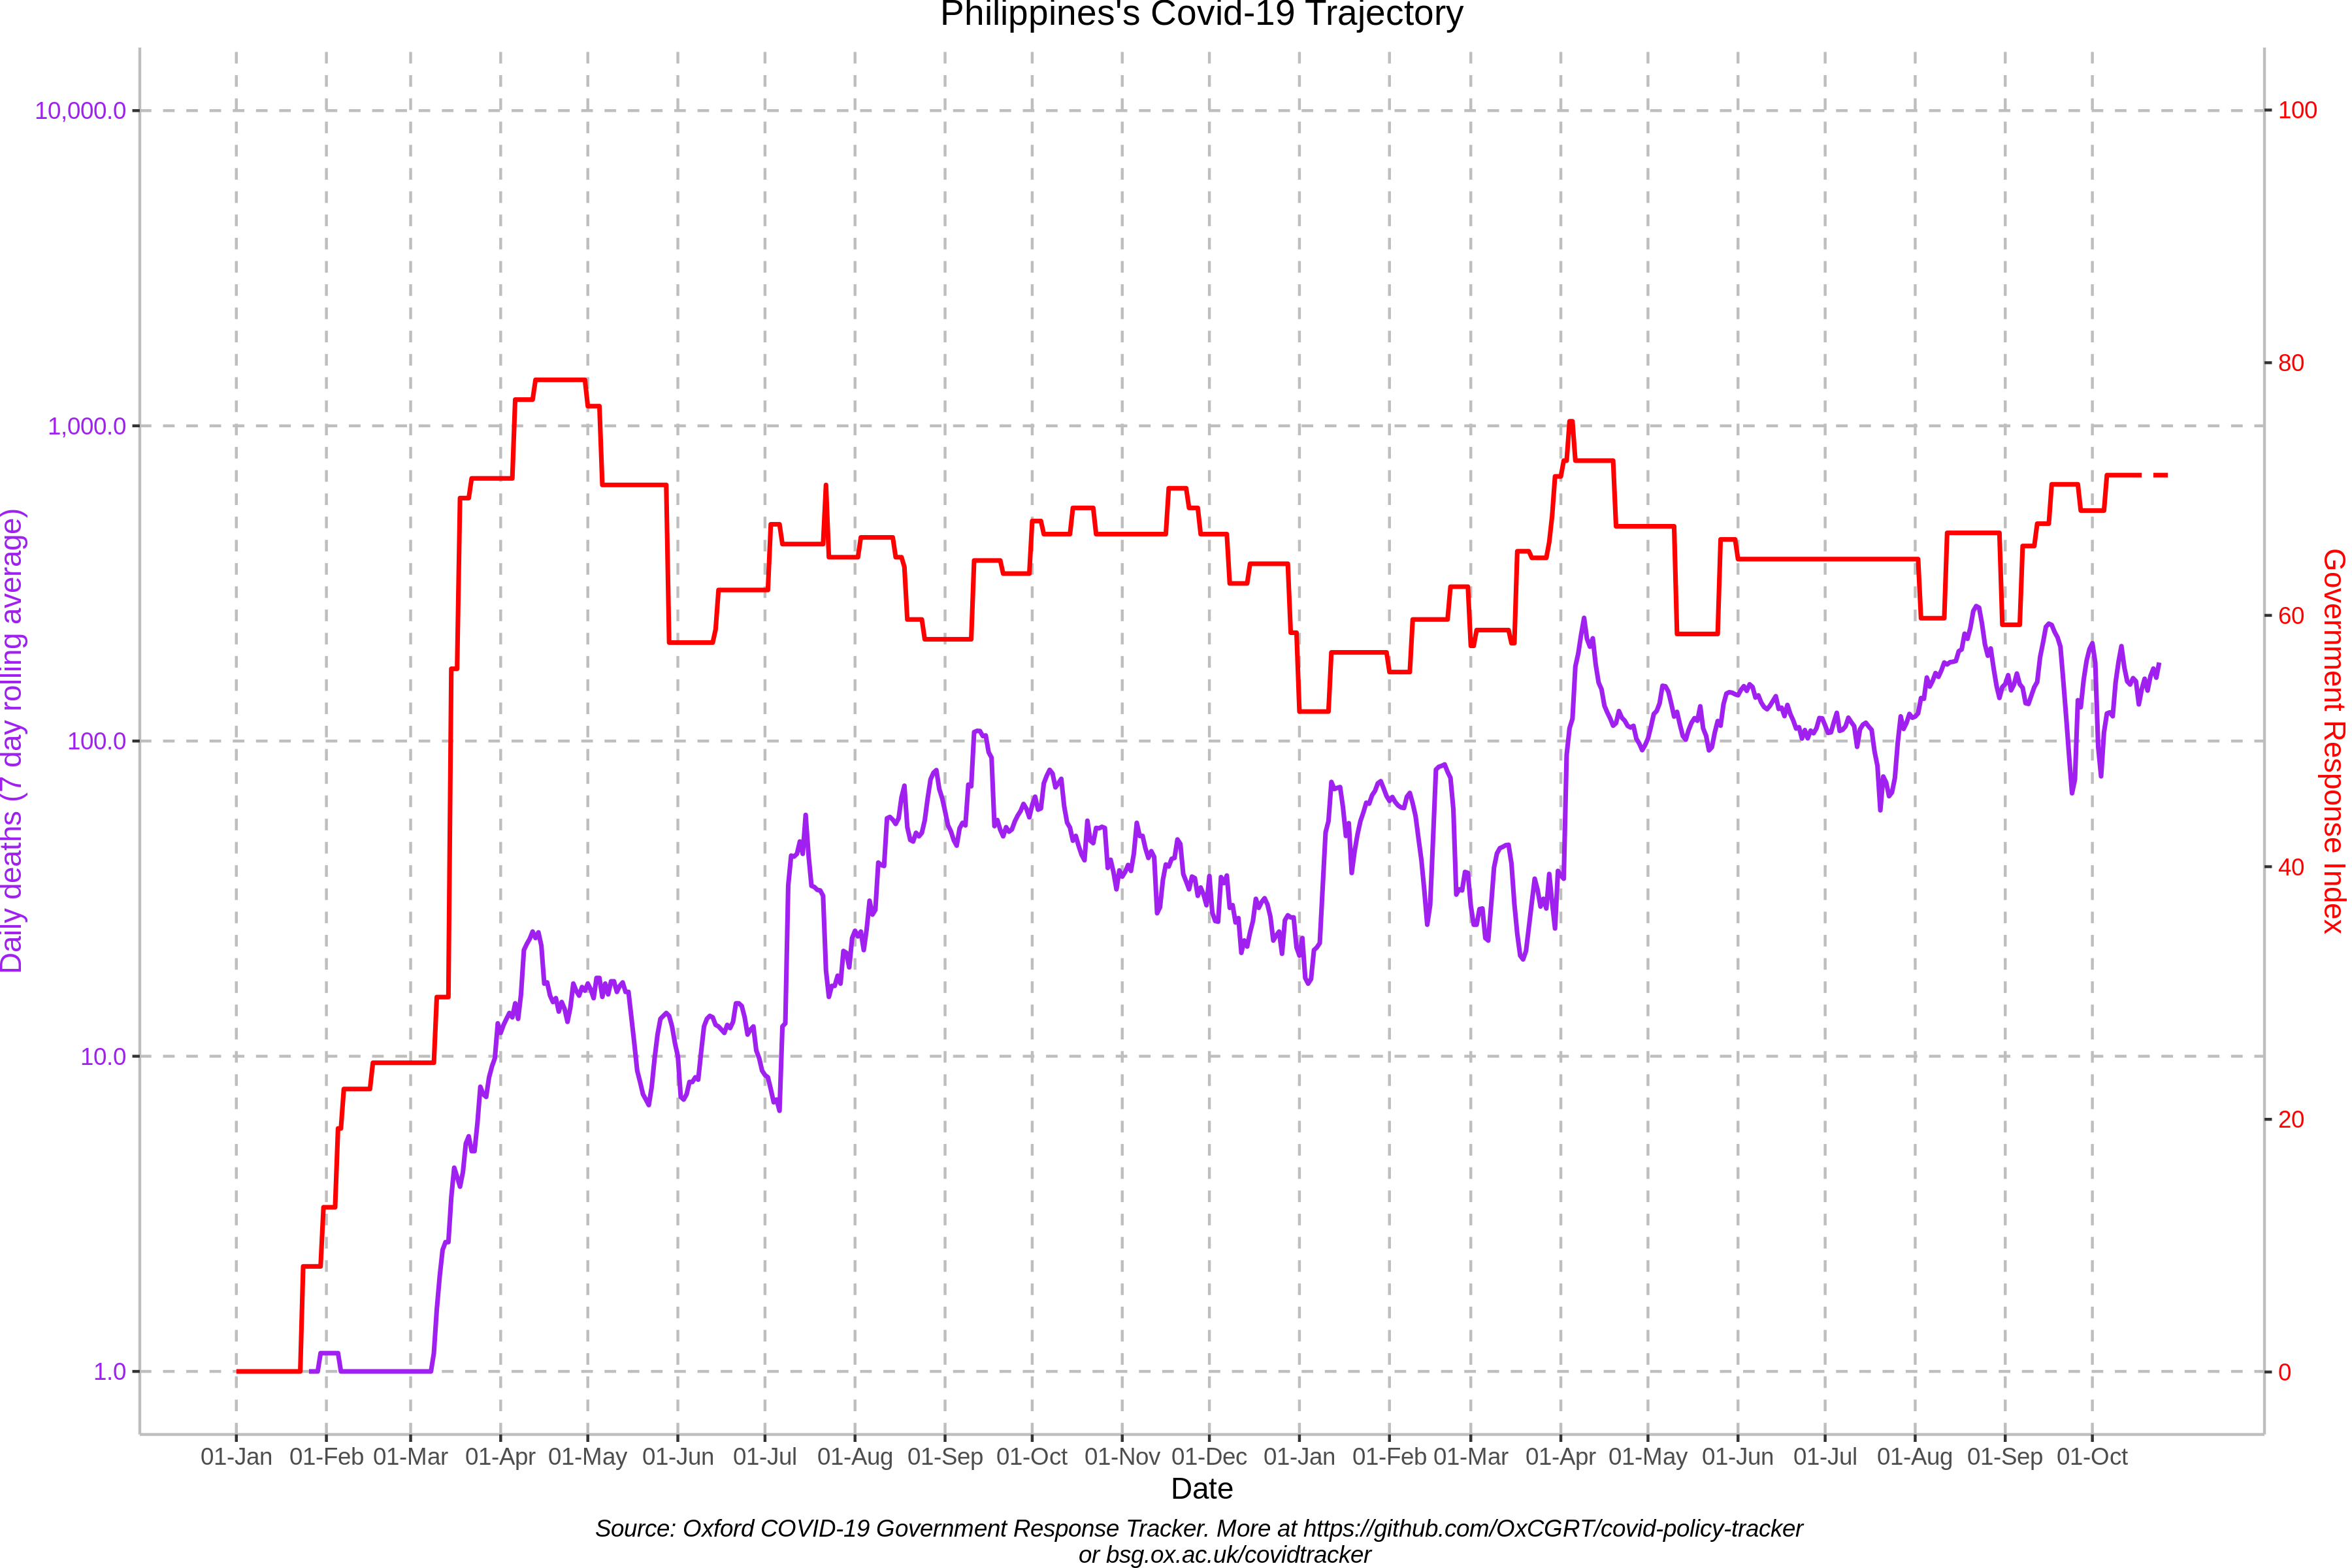 Philippines's Covid-19 Trajectory
10,000.0
1,000.0
100.0
10.0
1.0
Daily deaths (7 day rolling average)
100
80
60
40
20
0
Government Response Index
01-Jan 01-Feb 01-Mar 01-Apr 01-May 01-Jun 01-Jul 01-Aug 01-Sep 01-Oct 01-Nov 01-Dec 01-Jan 01-Feb 01-Mar 01-Apr 01-May 01-Jun 01-Jul 01-Aug 01-Sep 01-Oct
Date
Source: Oxford COVID-19 Government Response Tracker. More at https://github.com/OxCGRT/covid-policy-tracker
or bsg.ox.ac.uk/covidtracker